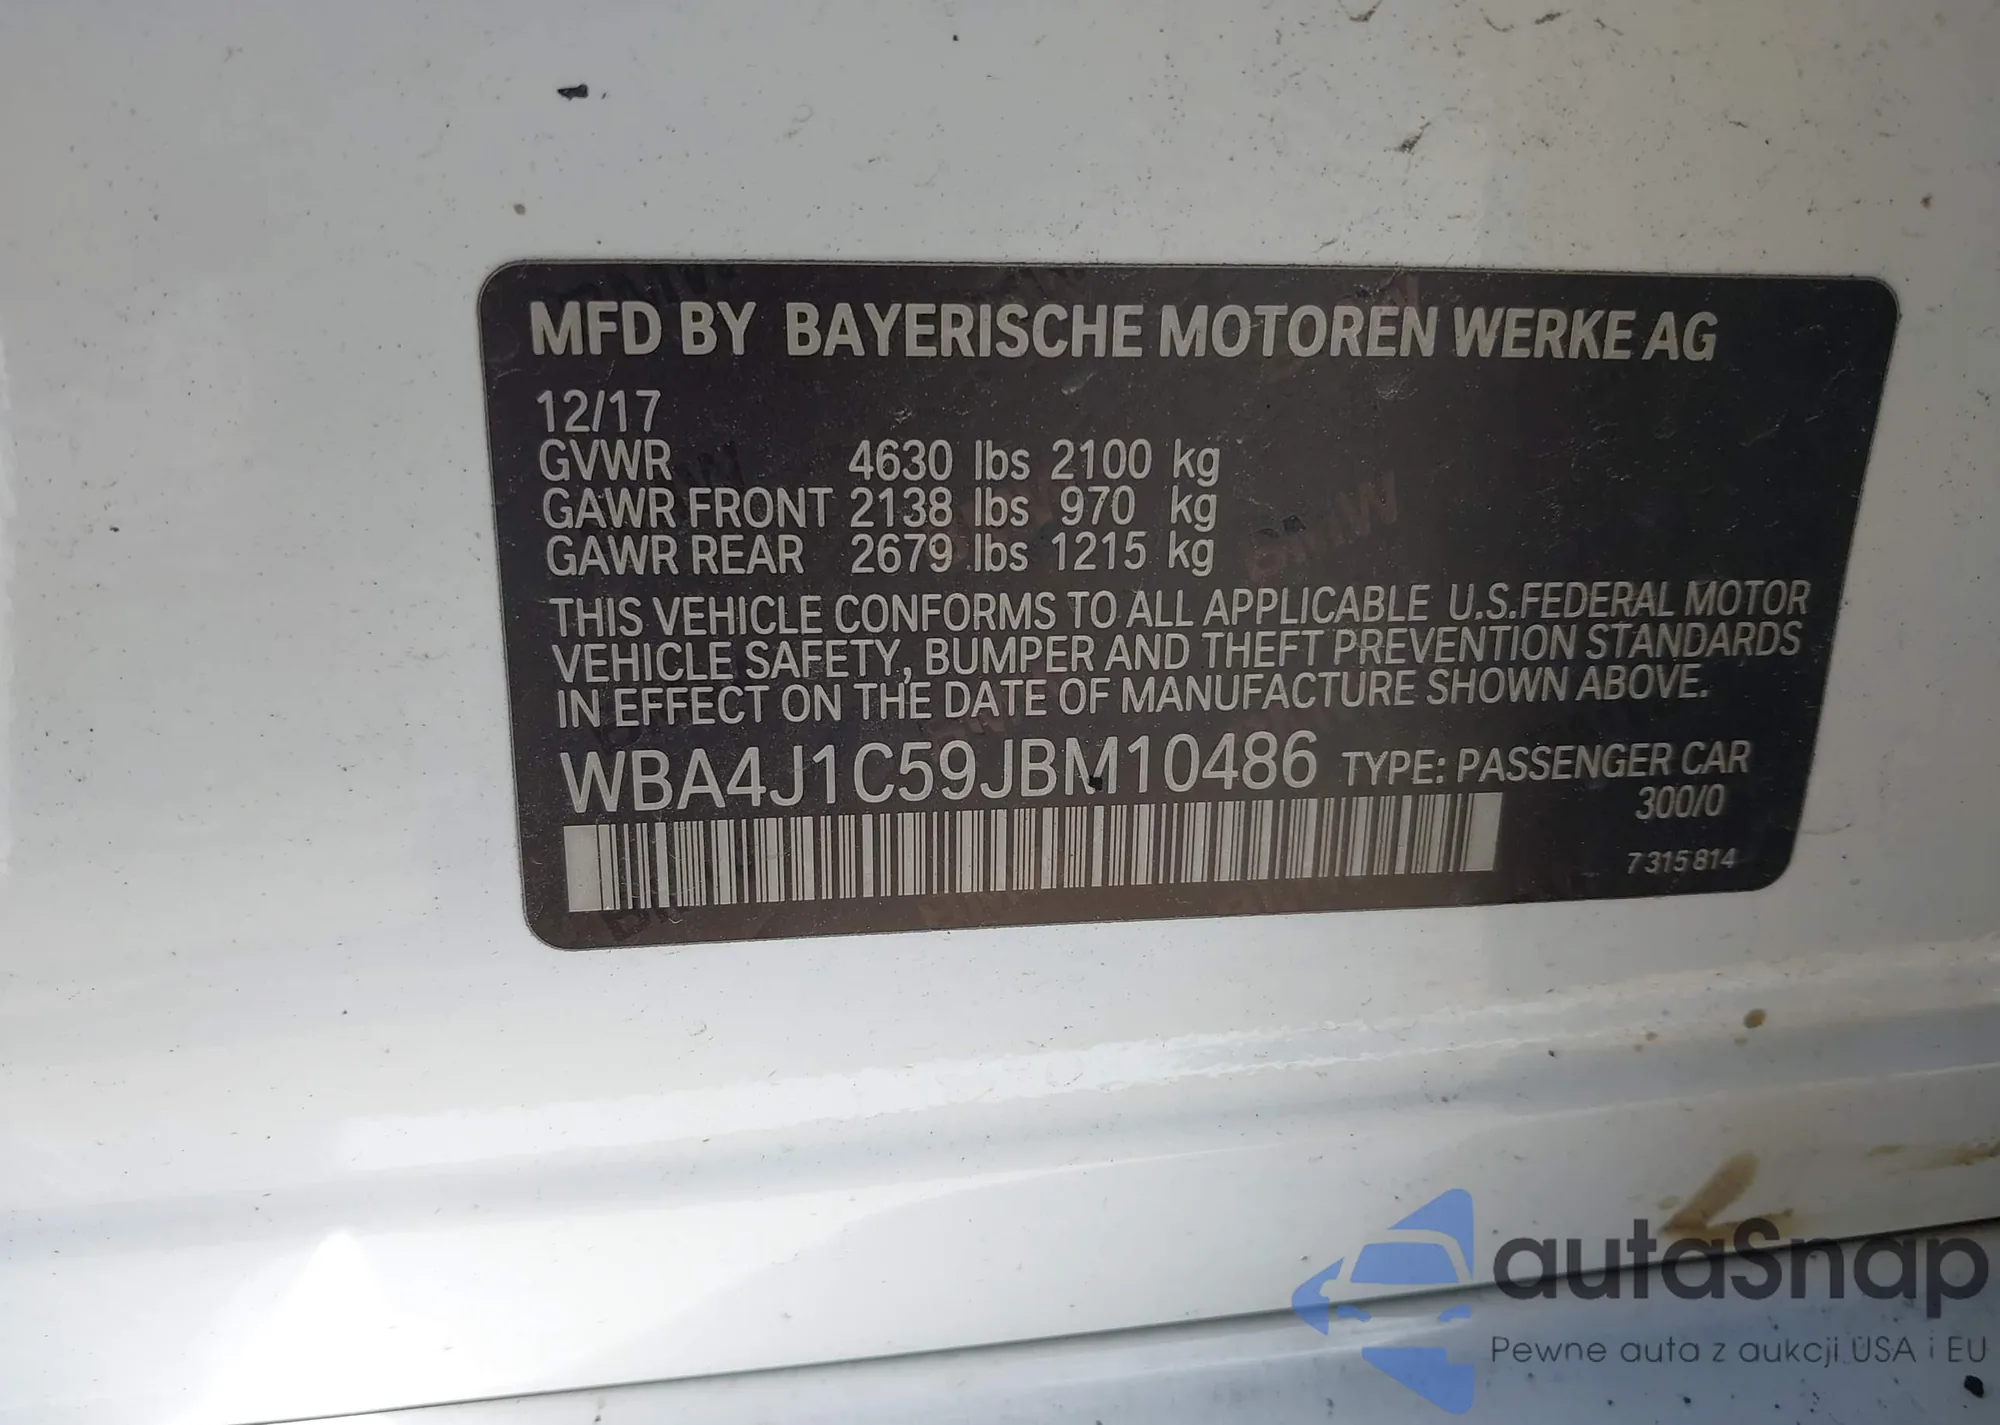 MFD BY BAYERISCHE MOTOREN WERKE AG
12/17
GVWR 4630 lbs 2100 kg
GAWR FRONT 2138 lbs 970 kg
GAWR REAR 2679 lbs 1215 kg
THIS VEHICLE CONFORMS TO ALL APPLICABLE U.S.FEDERAL MOTOR
VEHICLE SAFETY, BUMPER AND THEFT PREVENTION STANDARDS
IN EFFECT ON THE DATE OF MANUFACTURE SHOWN ABOVE.
WBA4J1C59JBM10486 TYPE: PASSENGER CAR
300/0
7 315 814
autaSnap
Pewne auta z aukcji USA i EU